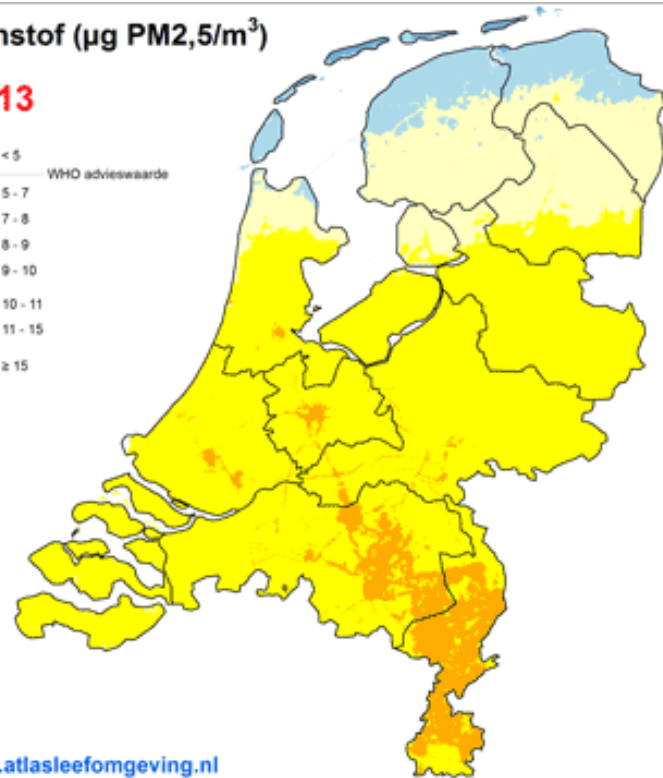 nstof (µg PM2,5/m³)
13
< 5
WHO advieswaarde
5 - 7
7 - 8
8 - 9
9 - 10
10 - 11
11 - 15
≥ 15
.atlasleefomgeving.nl